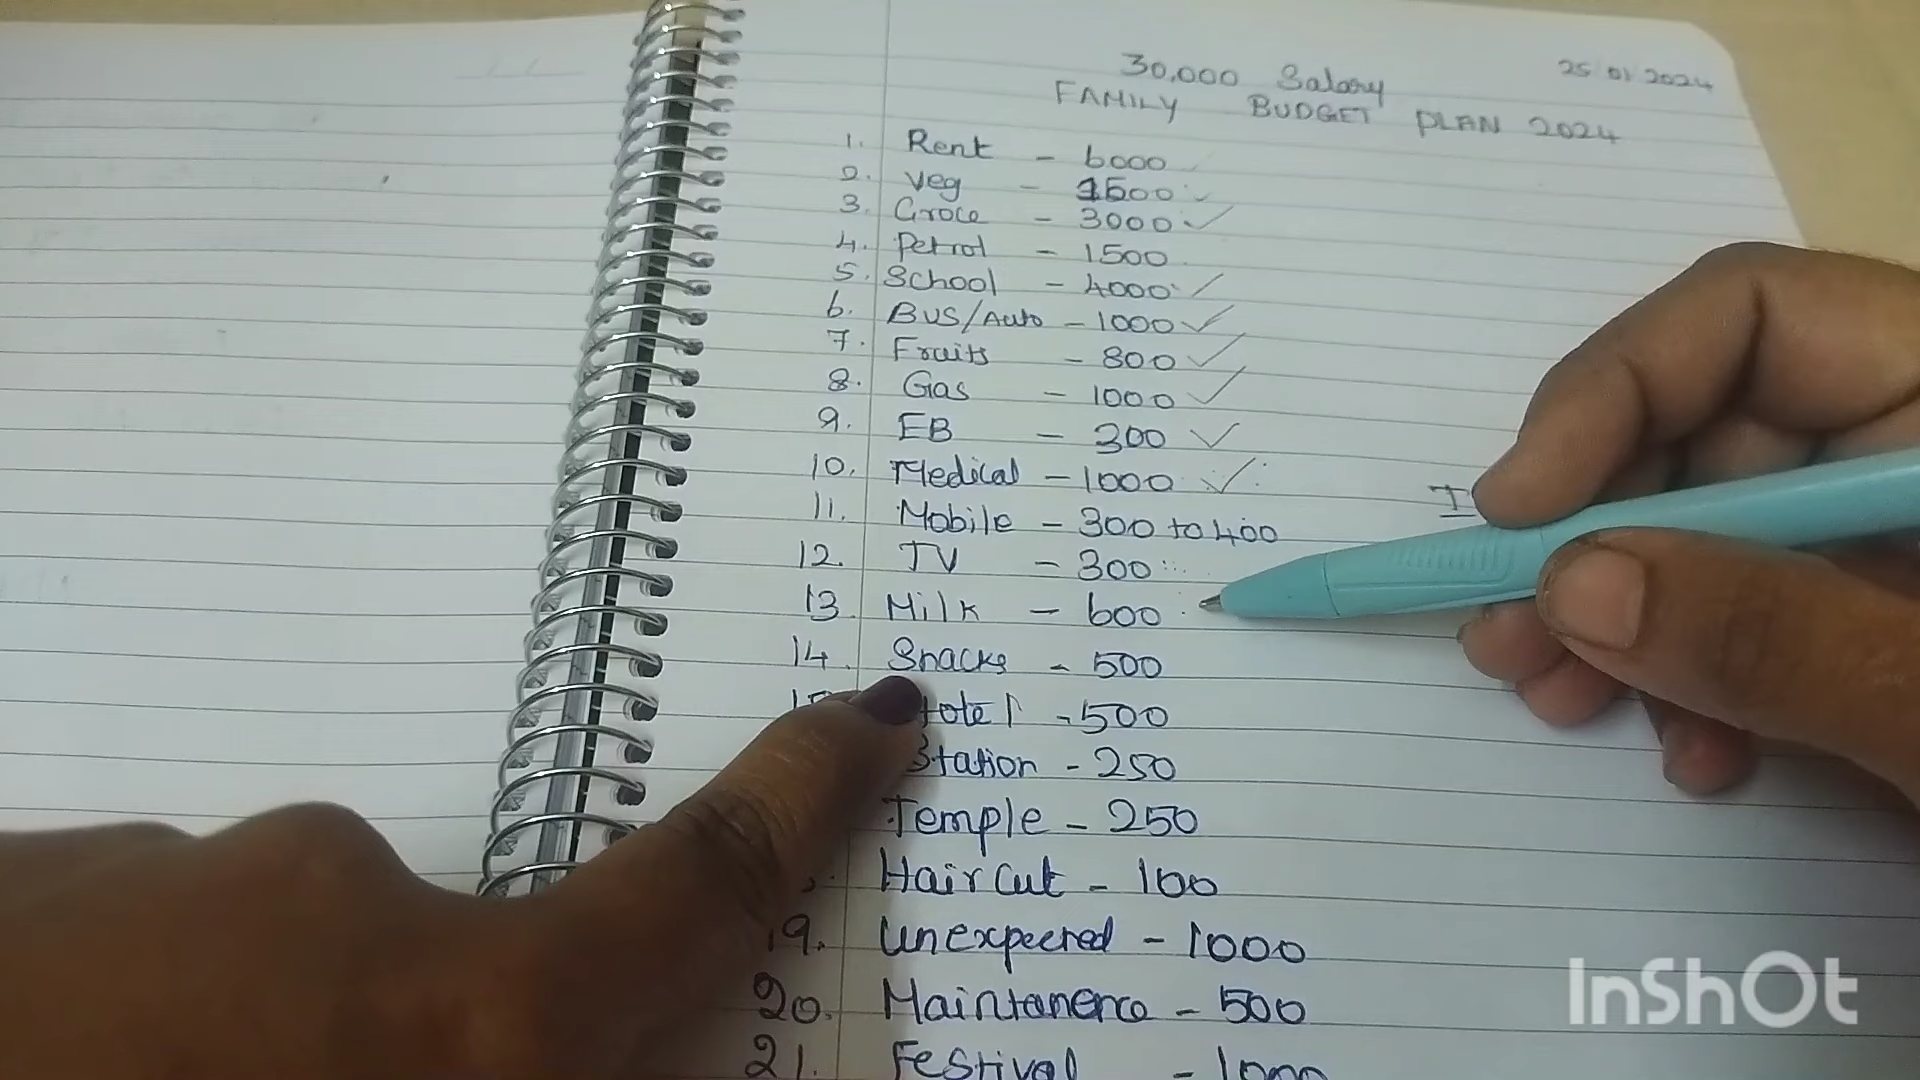 30,000 Salary
25 01 2024
FAMILY BUDGET PLAN 2024
1. Rent - 6000
2. Veg - 1500
3. Groce - 3000 ✓
4. Petrol - 1500
5. School - 4000 ✓
6. Bus/Auto - 1000 ✓
7. Fruits - 800 ✓
8. Gas - 1000 ✓
9. EB - 300 ✓
10. Medical - 1000 ✓
11. Mobile - 300 to 400
12. TV - 300
13. Milk - 600
14. Snacks - 500
Hotel - 500
Station - 250
Temple - 250
Hair Cut - 100
19. Unexpected - 1000
20. Maintanence - 500
21. Festival - 1000
InShOt